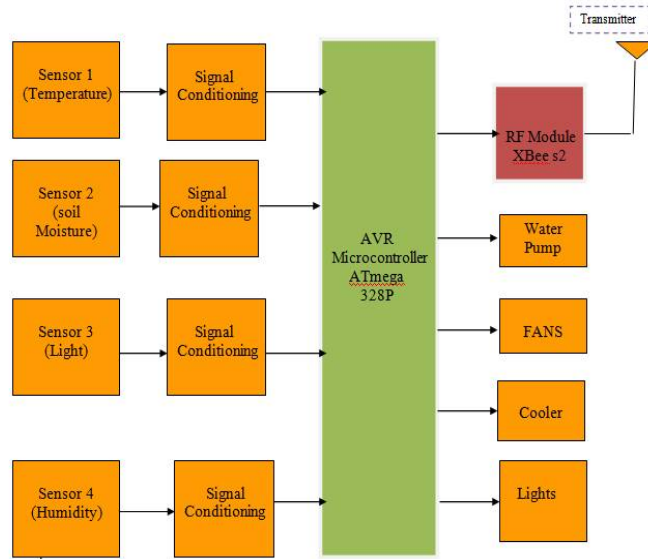 Transmitter
Sensor 1
(Temperature)
Signal
Conditioning
RF Module
XBee s2
Sensor 2
(soil
Moisture)
Signal
Conditioning
AVR
Microcontroller
ATmega
328P
Water
Pump
Sensor 3
(Light)
Signal
Conditioning
FANS
Cooler
Sensor 4
(Humidity)
Signal
Conditioning
Lights